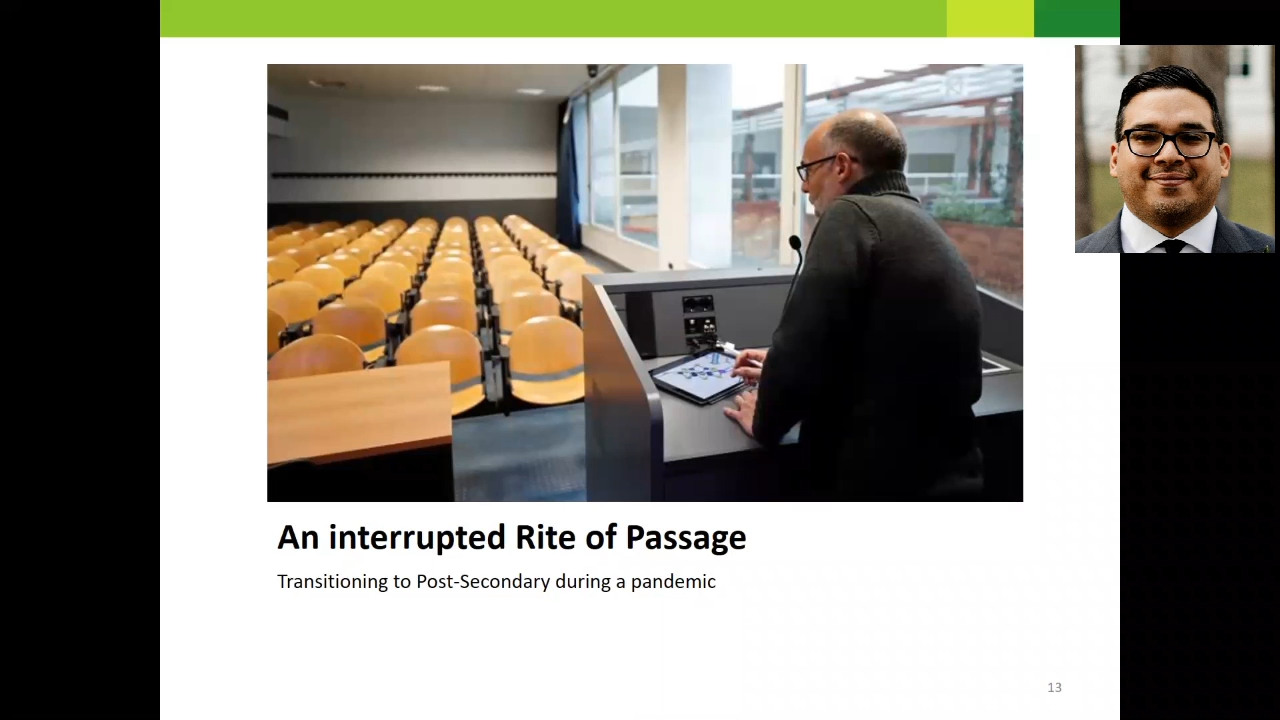 An interrupted Rite of Passage
Transitioning to Post-Secondary during a pandemic
13